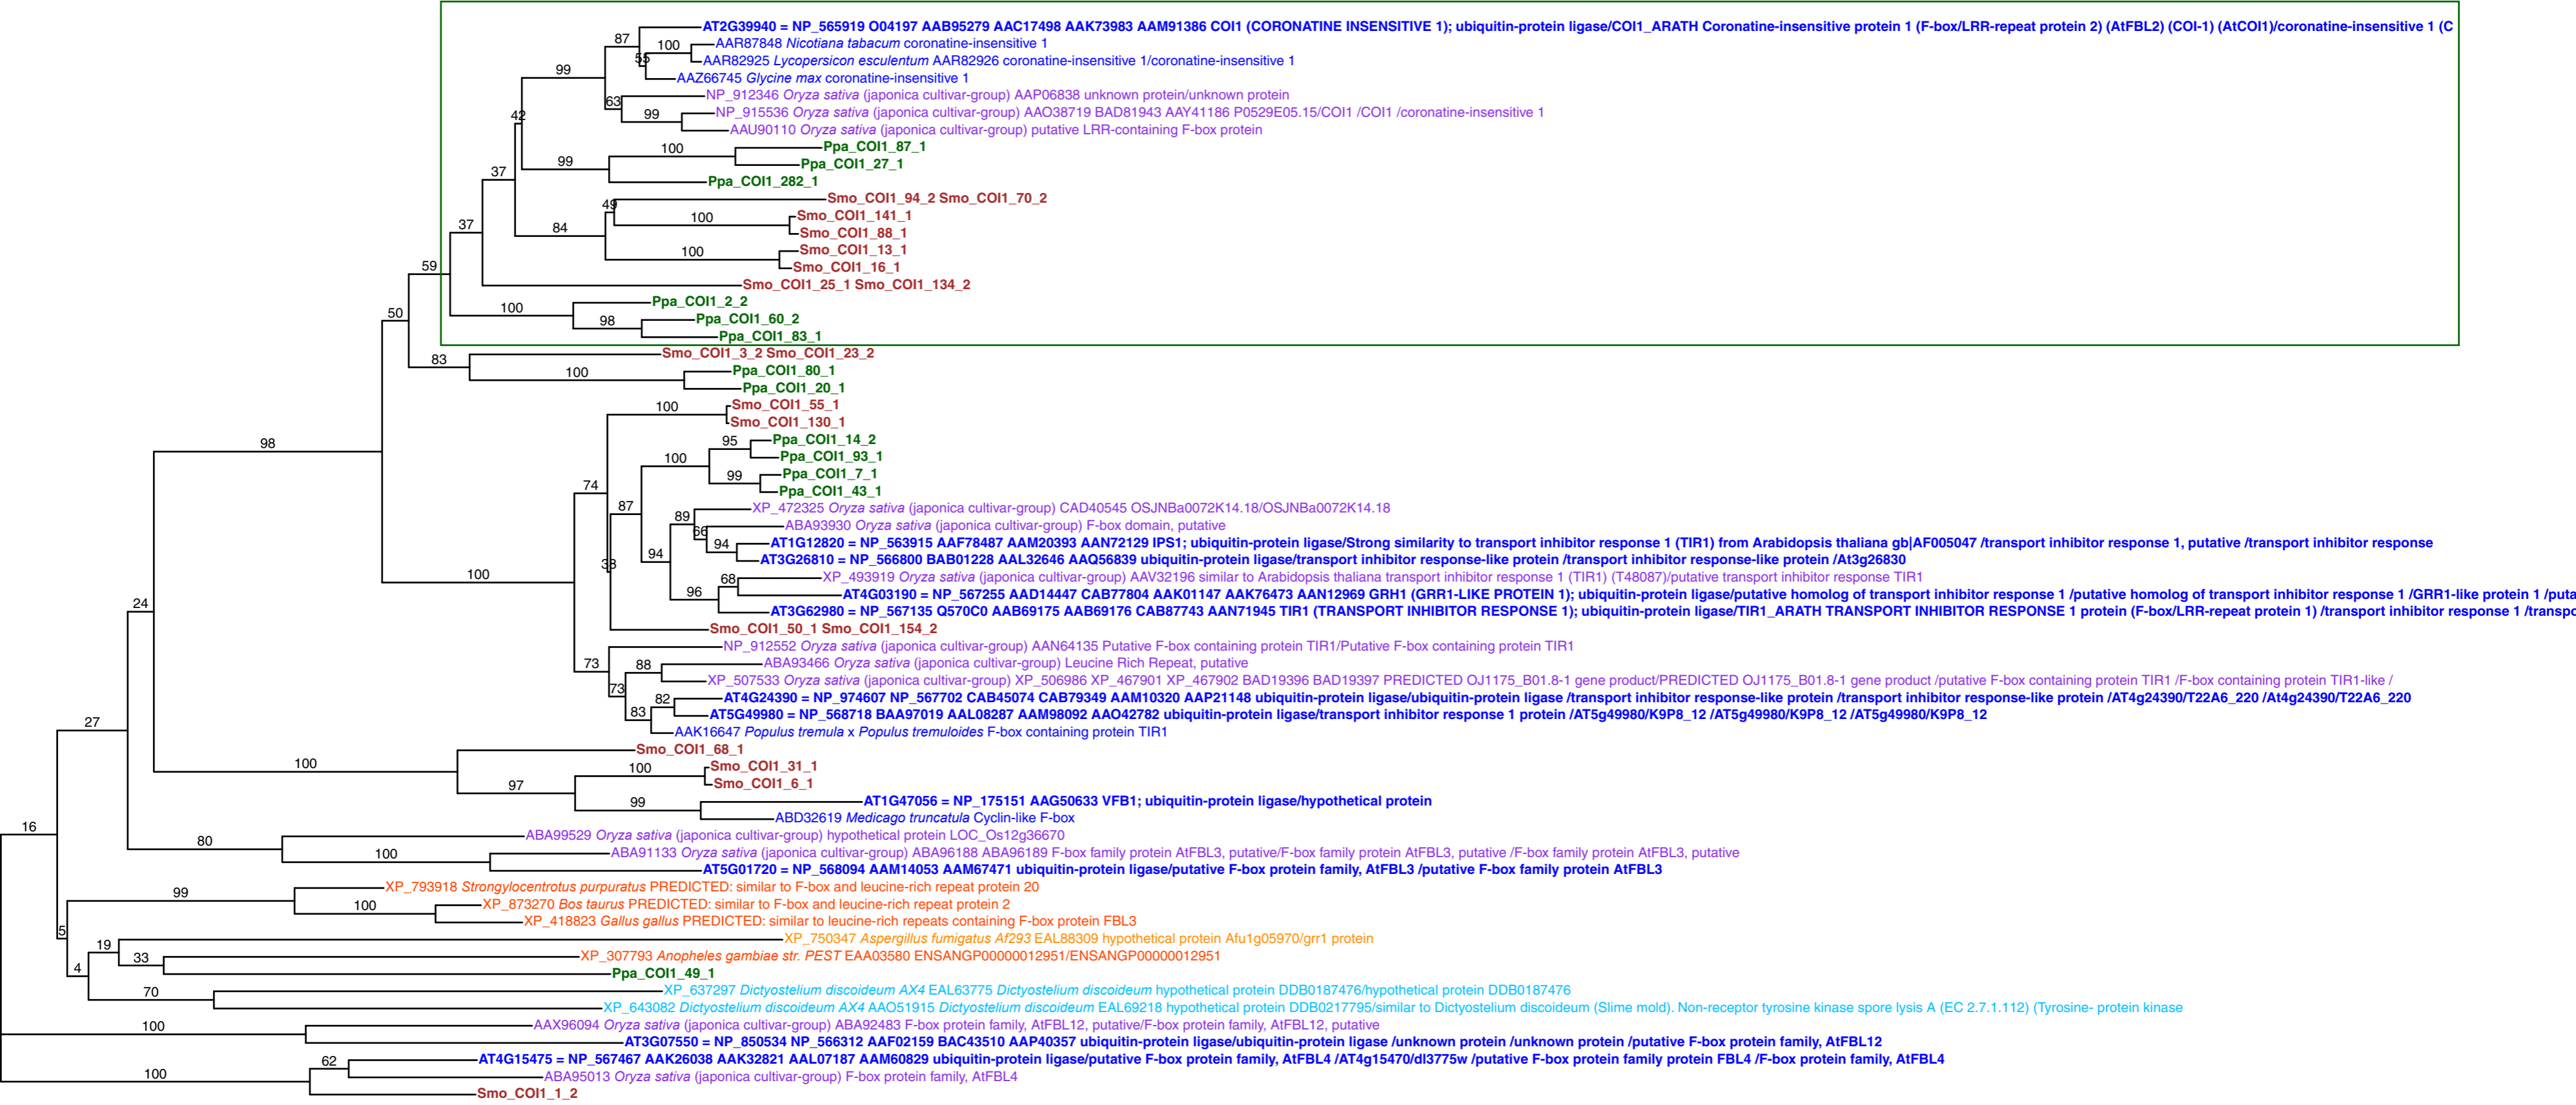 AT2G39940 = NP_565919 O04197 AAB95279 AAC17498 AAK73983 AAM91386 COI1 (CORONATINE INSENSITIVE 1); ubiquitin-protein ligase/COI1_ARATH Coronatine-insensitive protein 1 (F-box/LRR-repeat protein 2) (AtFBL2) (COI-1) (AtCOI1)/coronatine-insensitive 1 (C
87
100 AAR87848 Nicotiana tabacum coronatine-insensitive 1
55
AAR82925 Lycopersicon esculentum AAR82926 coronatine-insensitive 1/coronatine-insensitive 1
99
AAZ66745 Glycine max coronatine-insensitive 1
63
NP_912346 Oryza sativa (japonica cultivar-group) AAP06838 unknown protein/unknown protein
42
99 NP_915536 Oryza sativa (japonica cultivar-group) AAO38719 BAD81943 AAY41186 P0529E05.15/COI1 /COI1 /coronatine-insensitive 1
AAU90110 Oryza sativa (japonica cultivar-group) putative LRR-containing F-box protein
100 Ppa_COI1_87_1
99
Ppa_COI1_27_1
37
Ppa_COI1_282_1
49
Smo_COI1_94_2 Smo_COI1_70_2
100 Smo_COI1_141_1
37
84
Smo_COI1_88_1
100 Smo_COI1_13_1
59
Smo_COI1_16_1
Smo_COI1_25_1 Smo_COI1_134_2
100 Ppa_COI1_2_2
50
98 Ppa_COI1_60_2
Ppa_COI1_83_1
83 Smo_COI1_3_2 Smo_COI1_23_2
100 Ppa_COI1_80_1
Ppa_COI1_20_1
100 Smo_COI1_55_1
Smo_COI1_130_1
98
95 Ppa_COI1_14_2
100
Ppa_COI1_93_1
99 Ppa_COI1_7_1
74
Ppa_COI1_43_1
87
XP_472325 Oryza sativa (japonica cultivar-group) CAD40545 OSJNBa0072K14.18/OSJNBa0072K14.18
89
66
ABA93930 Oryza sativa (japonica cultivar-group) F-box domain, putative
94 AT1G12820 = NP_563915 AAF78487 AAM20393 AAN72129 IPS1; ubiquitin-protein ligase/Strong similarity to transport inhibitor response 1 (TIR1) from Arabidopsis thaliana gb|AF005047 /transport inhibitor response 1, putative /transport inhibitor response
94
38
AT3G26810 = NP_566800 BAB01228 AAL32646 AAQ56839 ubiquitin-protein ligase/transport inhibitor response-like protein /transport inhibitor response-like protein /At3g26830
100
68 XP_493919 Oryza sativa (japonica cultivar-group) AAV32196 similar to Arabidopsis thaliana transport inhibitor response 1 (TIR1) (T48087)/putative transport inhibitor response TIR1
96
AT4G03190 = NP_567255 AAD14447 CAB77804 AAK01147 AAK76473 AAN12969 GRH1 (GRR1-LIKE PROTEIN 1); ubiquitin-protein ligase/putative homolog of transport inhibitor response 1 /putative homolog of transport inhibitor response 1 /GRR1-like protein 1 /puta
24
AT3G62980 = NP_567135 Q570C0 AAB69175 AAB69176 CAB87743 AAN71945 TIR1 (TRANSPORT INHIBITOR RESPONSE 1); ubiquitin-protein ligase/TIR1_ARATH TRANSPORT INHIBITOR RESPONSE 1 protein (F-box/LRR-repeat protein 1) /transport inhibitor response 1 /transpo
Smo_COI1_50_1 Smo_COI1_154_2
NP_912552 Oryza sativa (japonica cultivar-group) AAN64135 Putative F-box containing protein TIR1/Putative F-box containing protein TIR1
73
88 ABA93466 Oryza sativa (japonica cultivar-group) Leucine Rich Repeat, putative
73
XP_507533 Oryza sativa (japonica cultivar-group) XP_506986 XP_467901 XP_467902 BAD19396 BAD19397 PREDICTED OJ1175_B01.8-1 gene product/PREDICTED OJ1175_B01.8-1 gene product /putative F-box containing protein TIR1 /F-box containing protein TIR1-like /
82 AT4G24390 = NP_974607 NP_567702 CAB45074 CAB79349 AAM10320 AAP21148 ubiquitin-protein ligase/ubiquitin-protein ligase /transport inhibitor response-like protein /transport inhibitor response-like protein /AT4g24390/T22A6_220 /At4g24390/T22A6_220
83
AT5G49980 = NP_568718 BAA97019 AAL08287 AAM98092 AAO42782 ubiquitin-protein ligase/transport inhibitor response 1 protein /AT5g49980/K9P8_12 /AT5g49980/K9P8_12 /AT5g49980/K9P8_12
27
AAK16647 Populus tremula x Populus tremuloides F-box containing protein TIR1
Smo_COI1_68_1
100
100 Smo_COI1_31_1
97
Smo_COI1_6_1
99 AT1G47056 = NP_175151 AAG50633 VFB1; ubiquitin-protein ligase/hypothetical protein
ABD32619 Medicago truncatula Cyclin-like F-box
16
80 ABA99529 Oryza sativa (japonica cultivar-group) hypothetical protein LOC_Os12g36670
100 ABA91133 Oryza sativa (japonica cultivar-group) ABA96188 ABA96189 F-box family protein AtFBL3, putative/F-box family protein AtFBL3, putative /F-box family protein AtFBL3, putative
AT5G01720 = NP_568094 AAM14053 AAM67471 ubiquitin-protein ligase/putative F-box protein family, AtFBL3 /putative F-box family protein AtFBL3
99 XP_793918 Strongylocentrotus purpuratus PREDICTED: similar to F-box and leucine-rich repeat protein 20
100 XP_873270 Bos taurus PREDICTED: similar to F-box and leucine-rich repeat protein 2
XP_418823 Gallus gallus PREDICTED: similar to leucine-rich repeats containing F-box protein FBL3
5
19 XP_750347 Aspergillus fumigatus Af293 EAL88309 hypothetical protein Afu1g05970/grr1 protein
33 XP_307793 Anopheles gambiae str. PEST EAA03580 ENSANGP00000012951/ENSANGP00000012951
4
Ppa_COI1_49_1
70 XP_637297 Dictyostelium discoideum AX4 EAL63775 Dictyostelium discoideum hypothetical protein DDB0187476/hypothetical protein DDB0187476
XP_643082 Dictyostelium discoideum AX4 AAO51915 Dictyostelium discoideum EAL69218 hypothetical protein DDB0217795/similar to Dictyostelium discoideum (Slime mold). Non-receptor tyrosine kinase spore lysis A (EC 2.7.1.112) (Tyrosine- protein kinase
100 AAX96094 Oryza sativa (japonica cultivar-group) ABA92483 F-box protein family, AtFBL12, putative/F-box protein family, AtFBL12, putative
AT3G07550 = NP_850534 NP_566312 AAF02159 BAC43510 AAP40357 ubiquitin-protein ligase/ubiquitin-protein ligase /unknown protein /unknown protein /putative F-box protein family, AtFBL12
62 AT4G15475 = NP_567467 AAK26038 AAK32821 AAL07187 AAM60829 ubiquitin-protein ligase/putative F-box protein family, AtFBL4 /AT4g15470/dl3775w /putative F-box protein family protein FBL4 /F-box protein family, AtFBL4
100
ABA95013 Oryza sativa (japonica cultivar-group) F-box protein family, AtFBL4
Smo_COI1_1_2